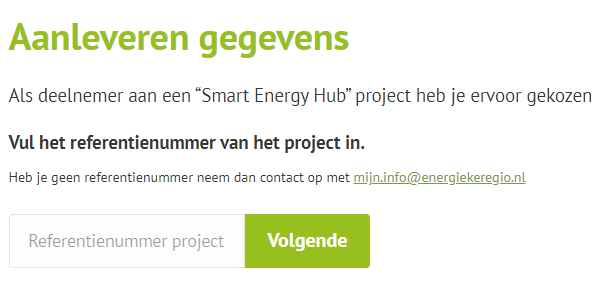 Aanleveren gegevens
Als deelnemer aan een “Smart Energy Hub” project heb je ervoor gekozen
Vul het referentienummer van het project in.
Heb je geen referentienummer neem dan contact op met mijn.info@energiekeregio.nl
Referentienummer project Volgende